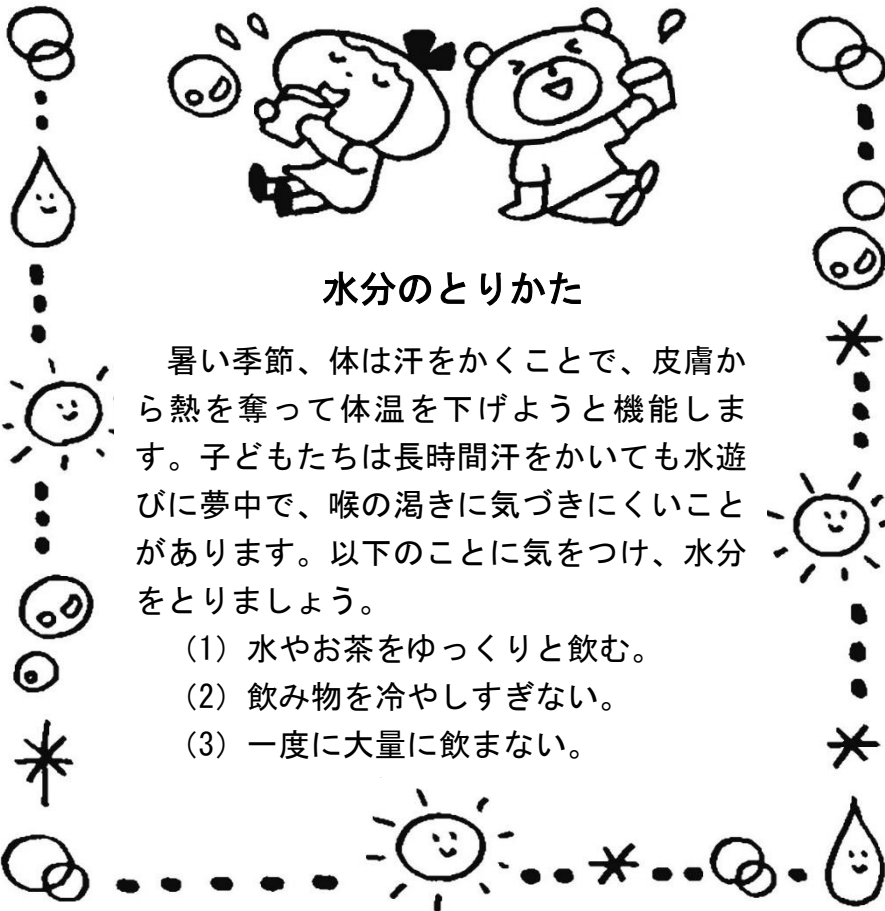 水分のとりかた
暑い季節、体は汗をかくことで、皮膚か
ら熱を奪って体温を下げようと機能しま
す。子どもたちは長時間汗をかいても水遊
びに夢中で、喉の渇きに気づきにくいこと
があります。以下のことに気をつけ、水分
をとりましょう。
(1) 水やお茶をゆっくりと飲む。
(2) 飲み物を冷やしすぎない。
(3) 一度に大量に飲まない。